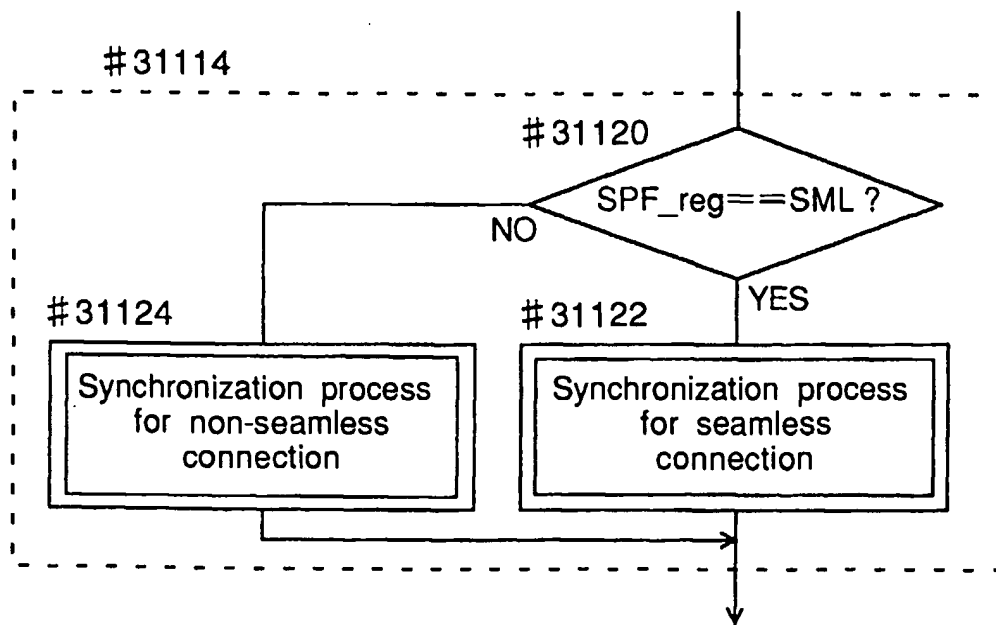 #31114
#31120
SPF_reg==SML ?
NO
YES
#31124
#31122
Synchronization process
for non-seamless
connection
Synchronization process
for seamless
connection